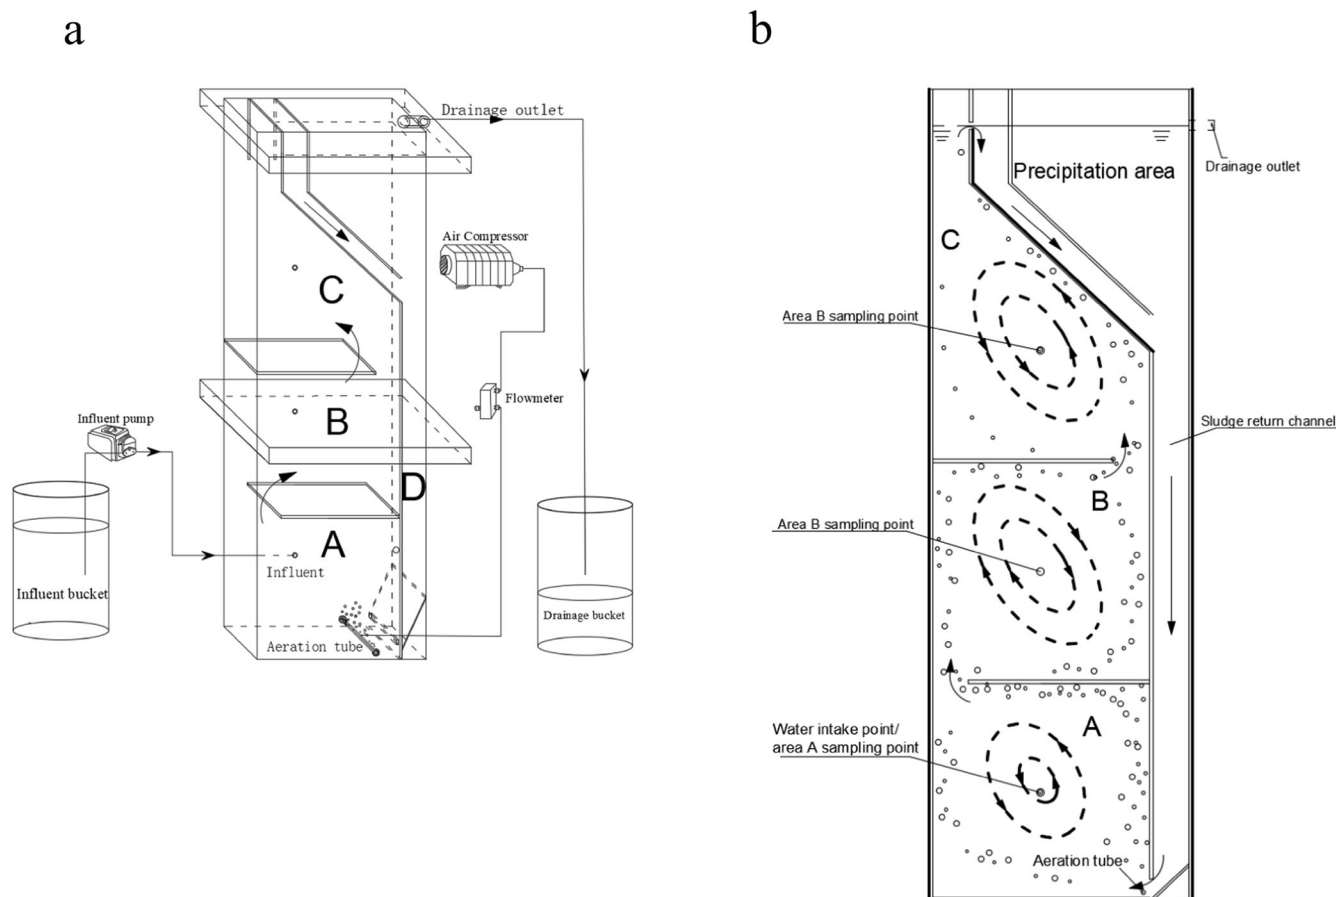 a
Drainage outlet
Air Compressor
C
Flowmeter
B
Influent pump
D
A
Influent
Influent bucket
Drainage bucket
Aeration tube
b
Drainage outlet
Precipitation area
C
Area B sampling point
Sludge return channel
B
Area B sampling point
A
Water intake point/
area A sampling point
Aeration tube